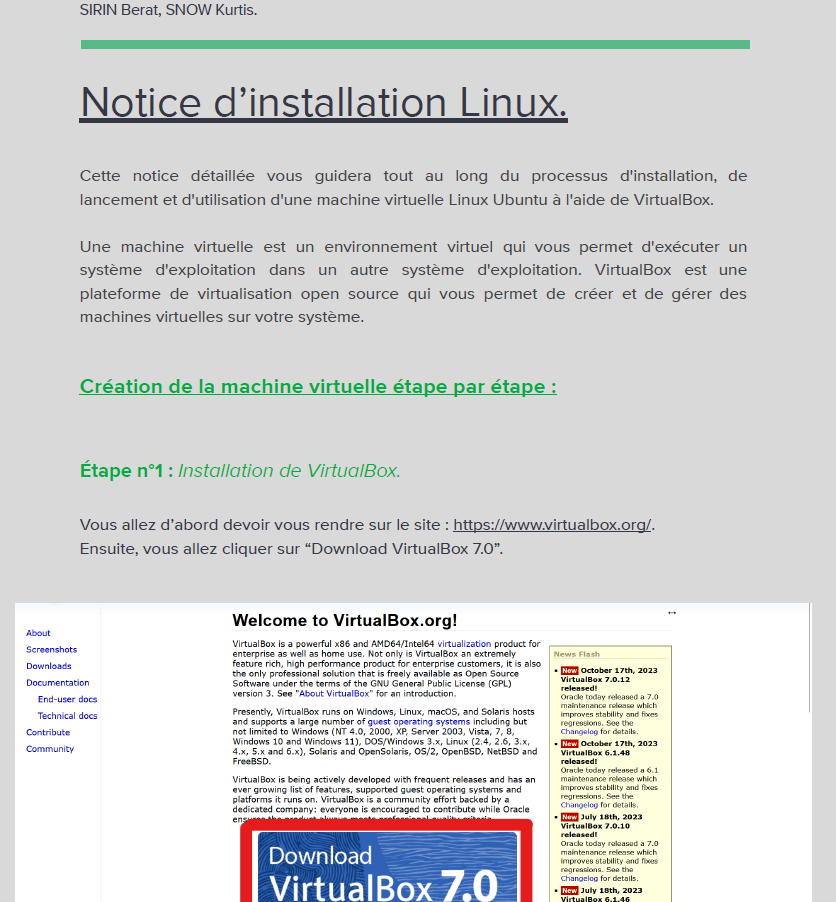 SIRIN Berat, SNOW Kurtis.
Notice d’installation Linux.
Cette notice détaillée vous guidera tout au long du processus d'installation, de
lancement et d'utilisation d'une machine virtuelle Linux Ubuntu à l'aide de VirtualBox.
Une machine virtuelle est un environnement virtuel qui vous permet d'exécuter un
système d'exploitation dans un autre système d'exploitation. VirtualBox est une
plateforme de virtualisation open source qui vous permet de créer et de gérer des
machines virtuelles sur votre système.
Création de la machine virtuelle étape par étape :
Étape n°1 : Installation de VirtualBox.
Vous allez d’abord devoir vous rendre sur le site : https://www.virtualbox.org/.
Ensuite, vous allez cliquer sur “Download VirtualBox 7.0”.
About
Screenshots
Downloads
Documentation
End-user docs
Technical docs
Contribute
Community
Welcome to VirtualBox.org!
VirtualBox is a powerful x86 and AMD64/Intel64 virtualization product for
enterprise as well as home use. Not only is VirtualBox an extremely
feature rich, high performance product for enterprise customers, it is also
the only professional solution that is freely available as Open Source
Software under the terms of the GNU General Public License (GPL)
version 3. See "About VirtualBox" for an introduction.
Presently, VirtualBox runs on Windows, Linux, macOS, and Solaris hosts
and supports a large number of guest operating systems including but
not limited to Windows (NT 4.0, 2000, XP, Server 2003, Vista, 7, 8,
Windows 10 and Windows 11), DOS/Windows 3.x, Linux (2.4, 2.6, 3.x,
4.x, 5.x and 6.x), Solaris and OpenSolaris, OS/2, OpenBSD, NetBSD and
FreeBSD.
VirtualBox is being actively developed with frequent releases and has an
ever growing list of features, supported guest operating systems and
platforms it runs on. VirtualBox is a community effort backed by a
dedicated company: everyone is encouraged to contribute while Oracle
ensures the product always meets professional quality criteria.
Download
VirtualBox 7.0
News Flash
New October 17th, 2023
VirtualBox 7.0.12
released!
Oracle today released a 7.0
maintenance release which
improves stability and fixes
regressions. See the
Changelog for details.
New October 17th, 2023
VirtualBox 6.1.48
released!
Oracle today released a 6.1
maintenance release which
improves stability and fixes
regressions. See the
Changelog for details.
New July 18th, 2023
VirtualBox 7.0.10
released!
Oracle today released a 7.0
maintenance release which
improves stability and fixes
regressions. See the
Changelog for details.
New July 18th, 2023
VirtualBox 6.1.46